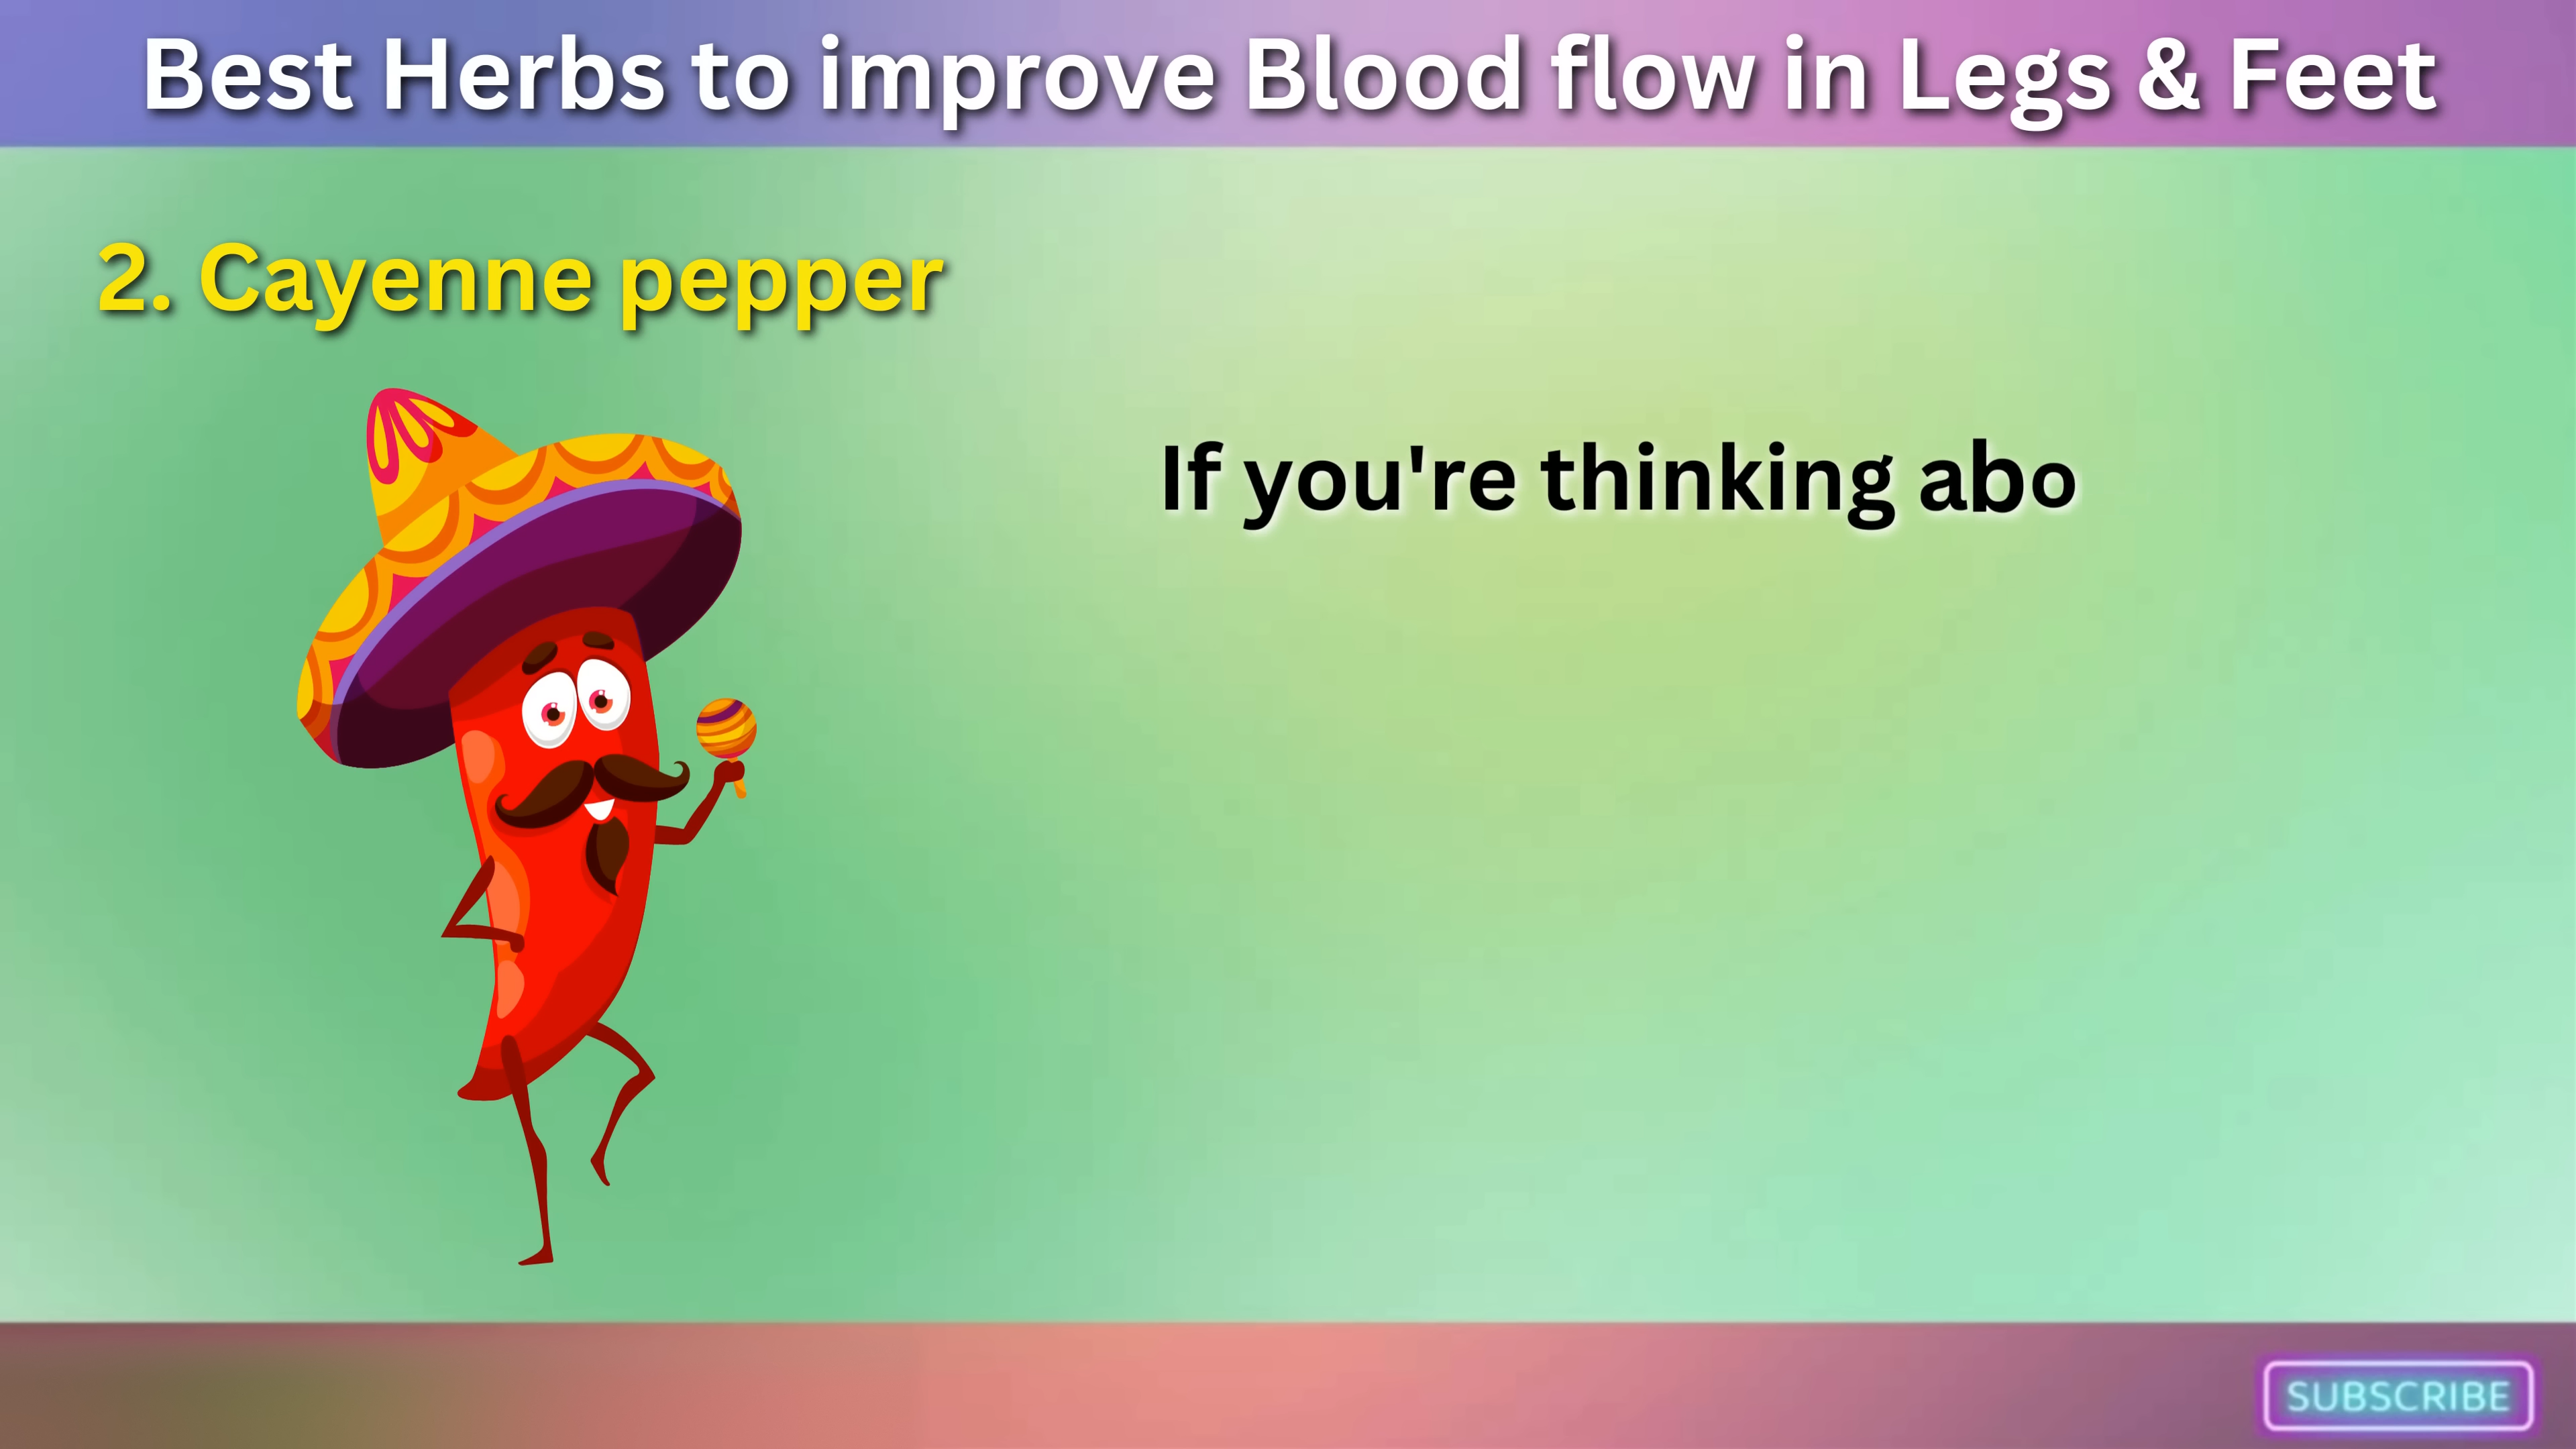 Best Herbs to improve Blood flow in Legs & Feet
2. Cayenne pepper
If you're thinking abo
SUBSCRIBE